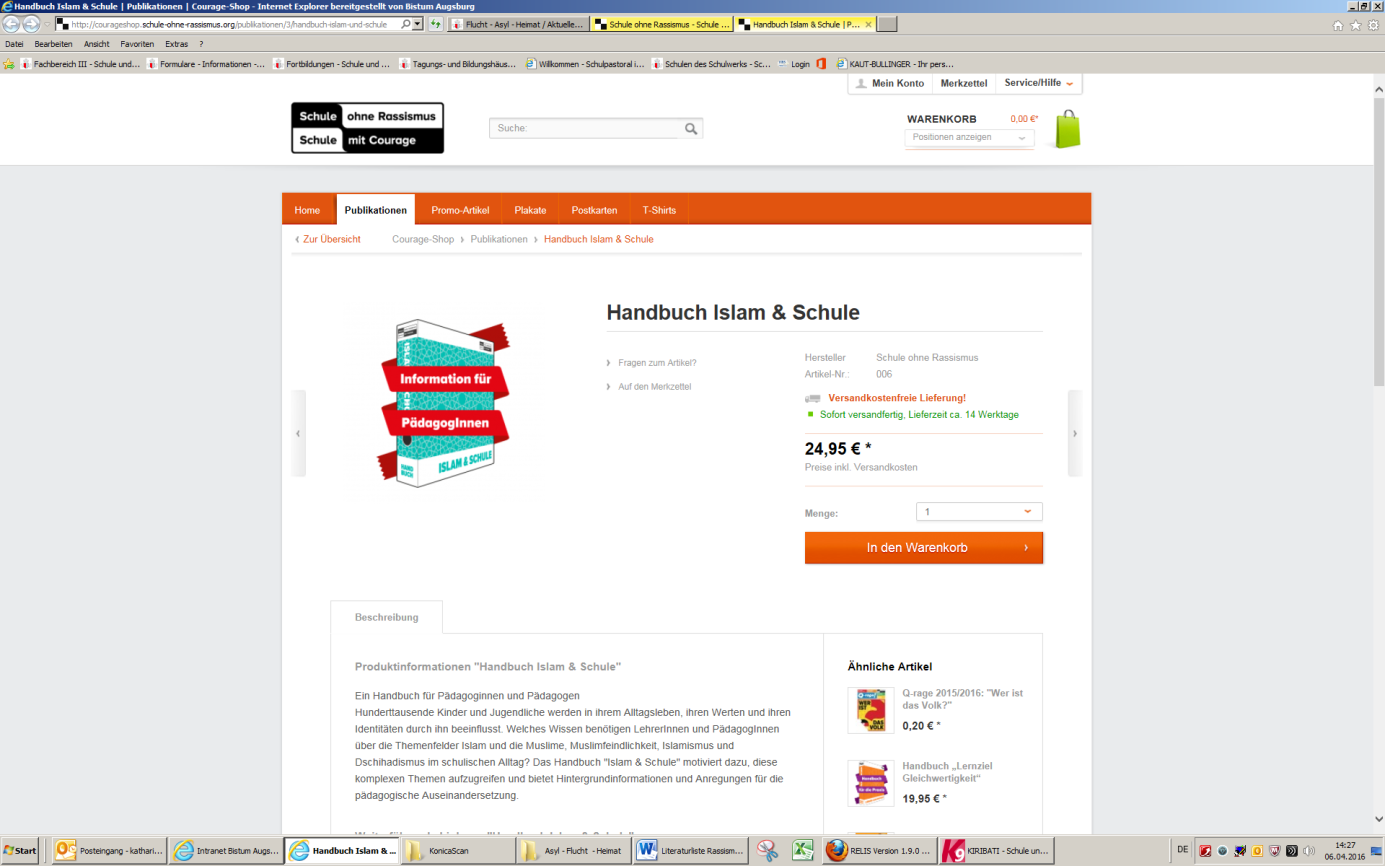 Handbuch Islam & Schule | Publikationen | Courage-Shop - Internet Explorer bereitgestellt von Bistum Augsburg
http://courageshop.schule-ohne-rassismus.org/publikationen/3/handbuch-islam-und-schule
Flucht - Asyl - Heimat / Aktuelle...
Schule ohne Rassismus - Schule ...
Handbuch Islam & Schule | P...
Datei Bearbeiten Ansicht Favoriten Extras ?
Fachbereich III - Schule und... Formulare - Informationen -... Fortbildungen - Schule und ... Tagungs- und Bildungshäus... Willkommen - Schulpastoral i... Schulen des Schulwerks - Sc... Login KAUT-BULLINGER - Ihr pers...
Mein Konto Merkzettel Service/Hilfe
Schule ohne Rassismus
Schule mit Courage
Suche:
WARENKORB 0,00 €*
Positionen anzeigen
Home Publikationen Promo-Artikel Plakate Postkarten T-Shirts
Zur Übersicht Courage-Shop › Publikationen › Handbuch Islam & Schule
Handbuch Islam & Schule
Information für
PädagogInnen
HAND
BUCH
ISLAM & SCHULE
Fragen zum Artikel?
Auf den Merkzettel
Hersteller Schule ohne Rassismus
Artikel-Nr.: 006
Versandkostenfreie Lieferung!
Sofort versandfertig, Lieferzeit ca. 14 Werktage
24,95 € *
Preise inkl. Versandkosten
Menge: 1
In den Warenkorb
Beschreibung
Produktinformationen "Handbuch Islam & Schule"
Ein Handbuch für Pädagoginnen und Pädagogen
Hunderttausende Kinder und Jugendliche werden in ihrem Alltagsleben, ihren Werten und ihren
Identitäten durch ihn beeinflusst. Welches Wissen benötigen LehrerInnen und PädagogInnen
über die Themenfelder Islam und die Muslime, Muslimfeindlichkeit, Islamismus und
Dschihadismus im schulischen Alltag? Das Handbuch "Islam & Schule" motiviert dazu, diese
komplexen Themen aufzugreifen und bietet Hintergrundinformationen und Anregungen für die
pädagogische Auseinandersetzung.
Ähnliche Artikel
Q-rage 2015/2016: "Wer ist
das Volk?"
0,20 € *
Handbuch „Lernziel
Gleichwertigkeit“
19,95 € *
Start
Posteingang - kathari...
Intranet Bistum Augs...
Handbuch Islam & ...
KonicaScan
Asyl - Flucht - Heimat
Literaturliste Rassism...
RELIS Version 1.9.0 ...
KIRIBATI - Schule un...
DE
14:27
06.04.2016